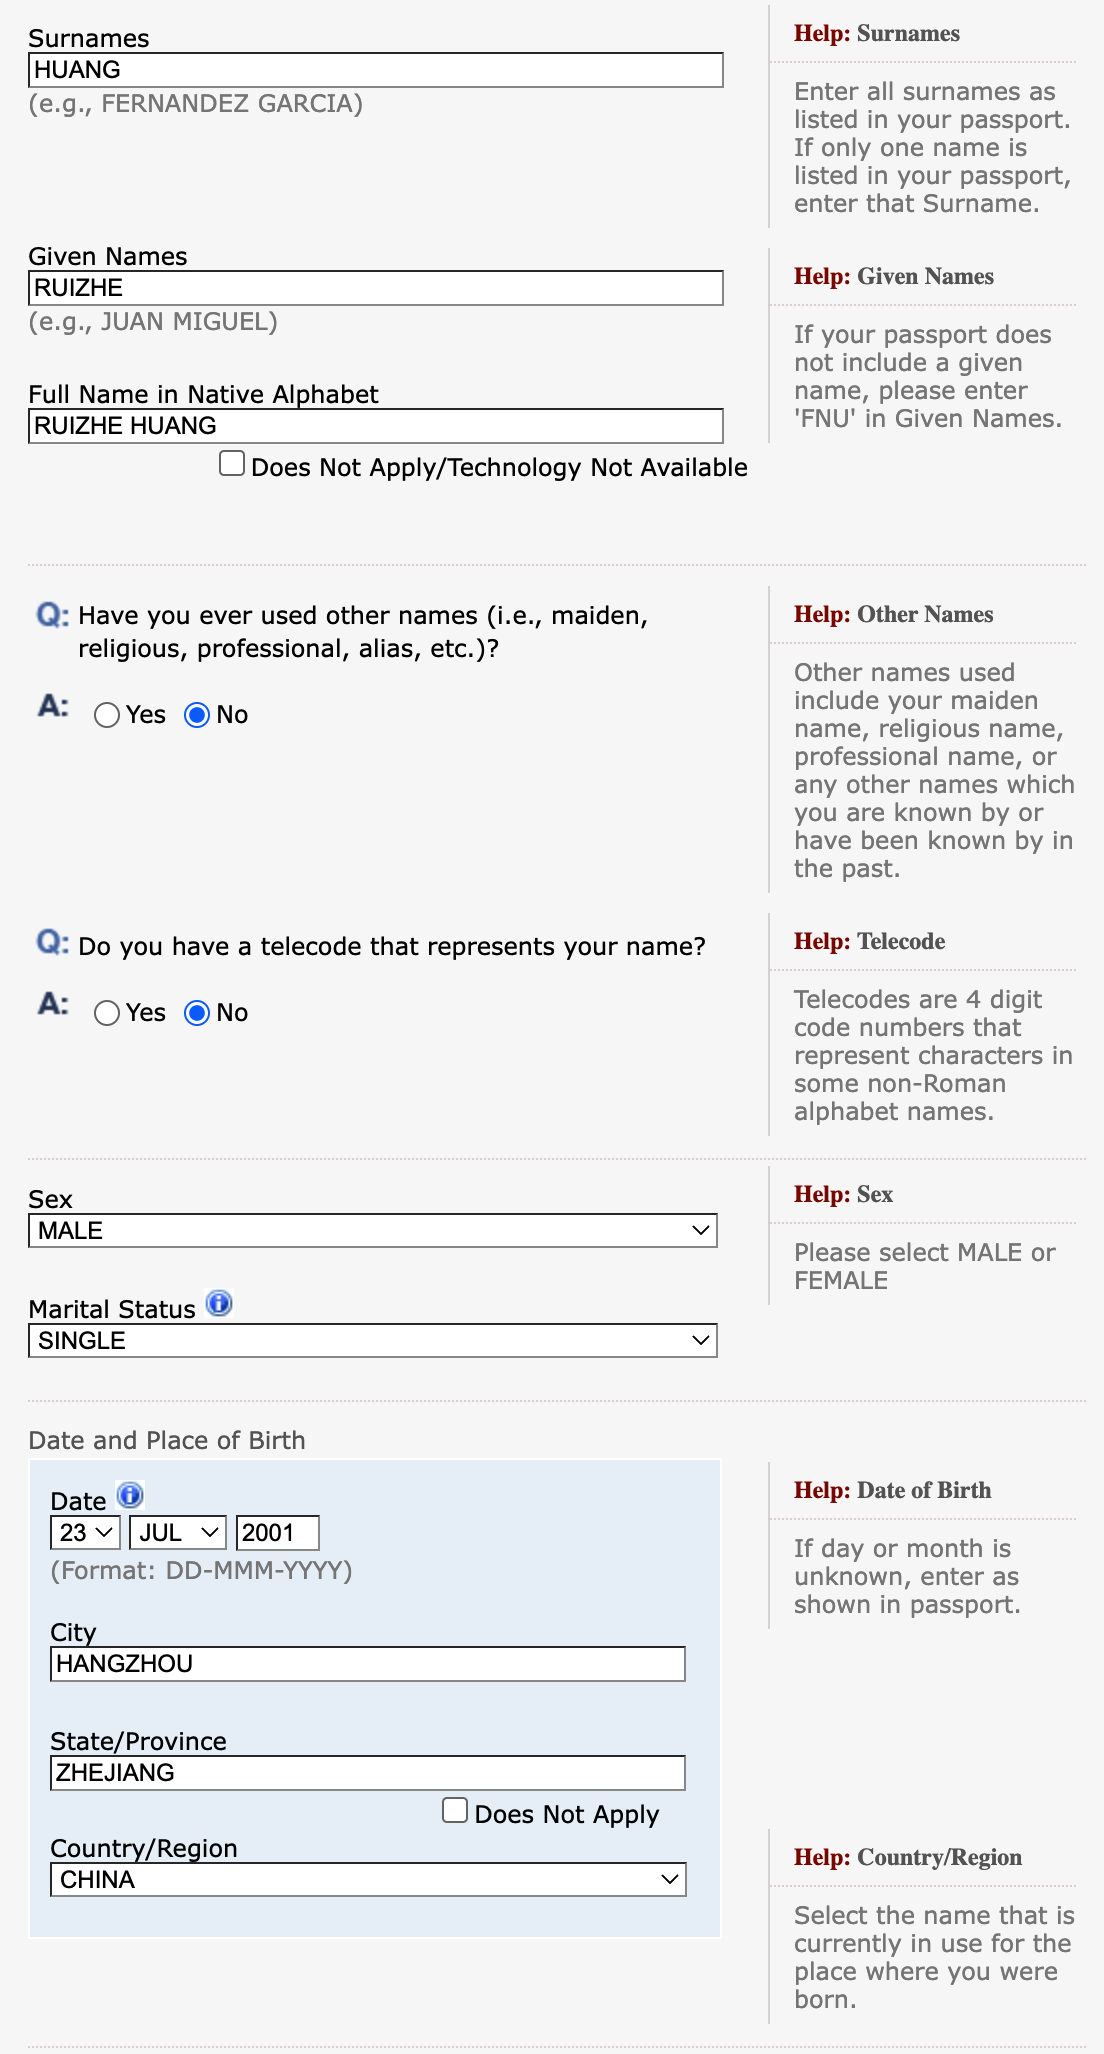 Surnames
HUANG
(e.g., FERNANDEZ GARCIA)
Help: Surnames
Enter all surnames as
listed in your passport.
If only one name is
listed in your passport,
enter that Surname.
Given Names
RUIZHE
(e.g., JUAN MIGUEL)
Help: Given Names
If your passport does
not include a given
name, please enter
'FNU' in Given Names.
Full Name in Native Alphabet
RUIZHE HUANG
Does Not Apply/Technology Not Available
Q: Have you ever used other names (i.e., maiden,
religious, professional, alias, etc.)?
A: Yes No
Help: Other Names
Other names used
include your maiden
name, religious name,
professional name, or
any other names which
you are known by or
have been known by in
the past.
Q: Do you have a telecode that represents your name?
A: Yes No
Help: Telecode
Telecodes are 4 digit
code numbers that
represent characters in
some non-Roman
alphabet names.
Sex
MALE
Help: Sex
Please select MALE or
FEMALE
Marital Status
SINGLE
Date and Place of Birth
Date
23 JUL 2001
(Format: DD-MMM-YYYY)
Help: Date of Birth
If day or month is
unknown, enter as
shown in passport.
City
HANGZHOU
State/Province
ZHEJIANG
Does Not Apply
Country/Region
CHINA
Help: Country/Region
Select the name that is
currently in use for the
place where you were
born.